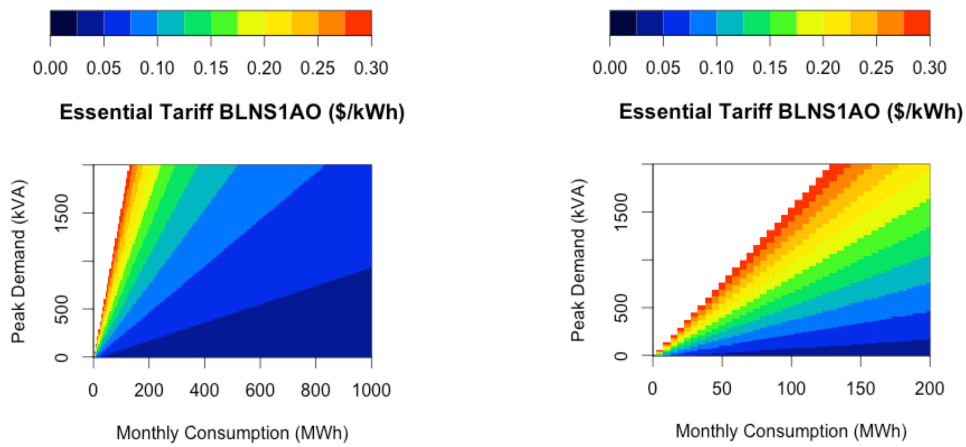 0.00 0.05 0.10 0.15 0.20 0.25 0.30
Essential Tariff BLNS1AO ($/kWh)
Peak Demand (kVA)
1500
500
0
0 200 400 600 800 1000
Monthly Consumption (MWh)
0.00 0.05 0.10 0.15 0.20 0.25 0.30
Essential Tariff BLNS1AO ($/kWh)
Peak Demand (kVA)
1500
500
0
0 50 100 150 200
Monthly Consumption (MWh)